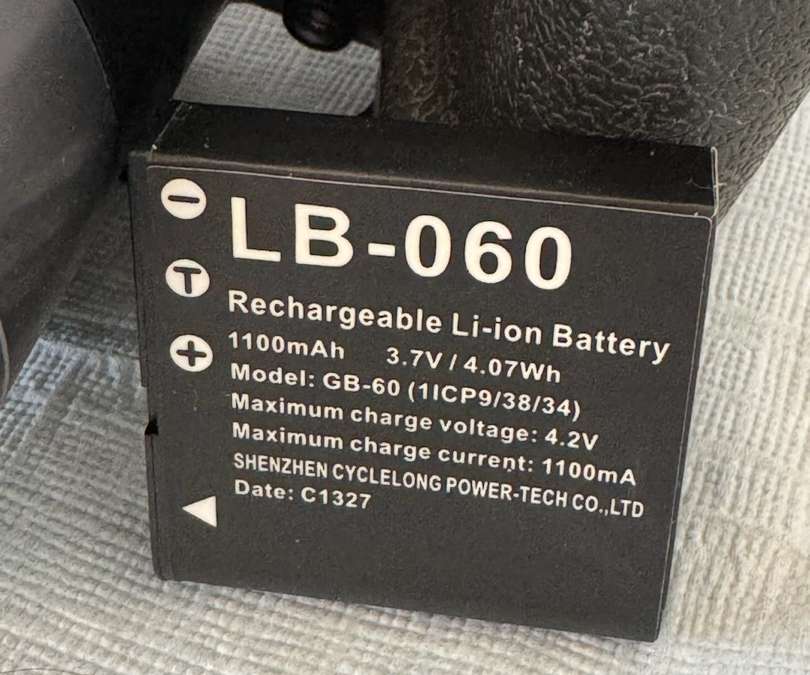 LB-060
Rechargeable Li-ion Battery
1100mAh 3.7V / 4.07Wh
Model: GB-60 (1ICP9/38/34)
Maximum charge voltage: 4.2V
Maximum charge current: 1100mA
SHENZHEN CYCLELONG POWER-TECH CO.,LTD
Date: C1327
−
T
+